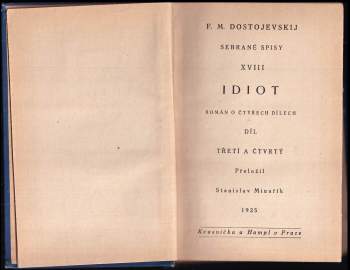 F. M. DOSTOJEVSKIJ
SEBRANÉ SPISY
XVIII
IDIOT
ROMÁN O ČTYŘECH DÍLECH
DÍL
TŘETÍ A ČTVRTÝ
Přeložil
Stanislav Minařík
1925
Kvasnička a Hampl v Praze